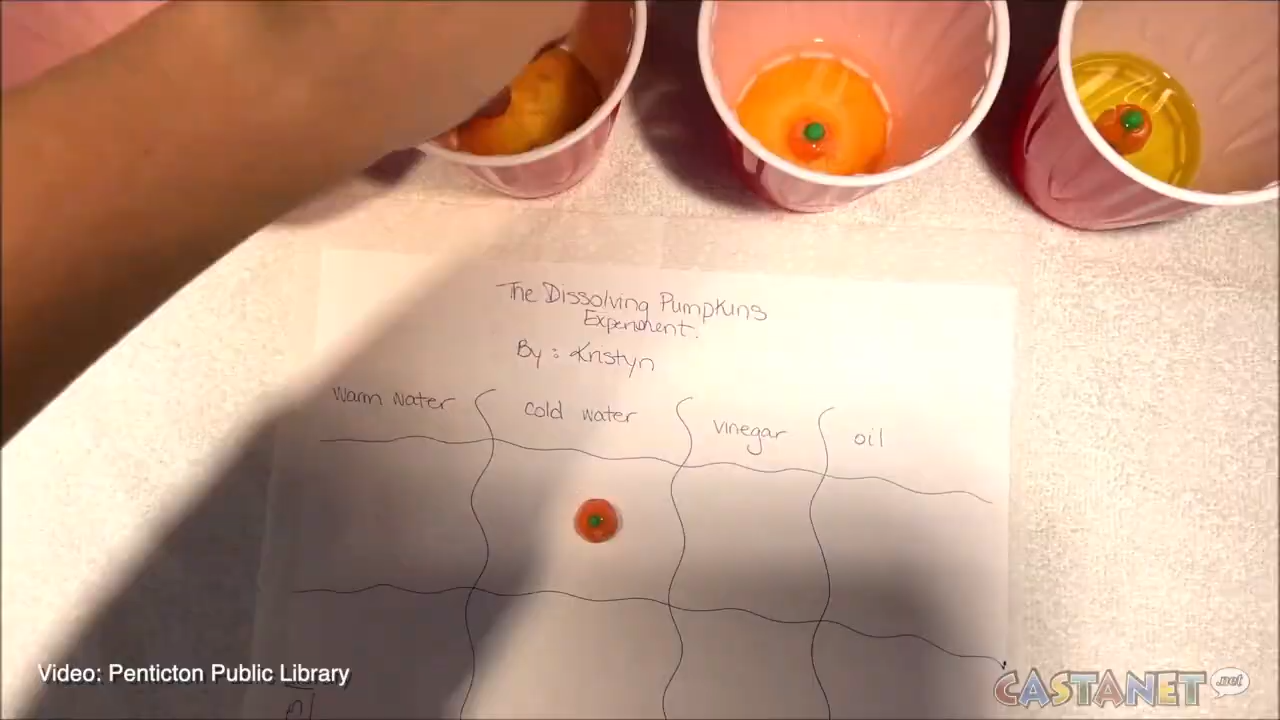 The Dissolving Pumpkins
Experiment.
By: Kristyn
warm water
cold water
vinegar
oil
Video: Penticton Public Library
CASTANET.net